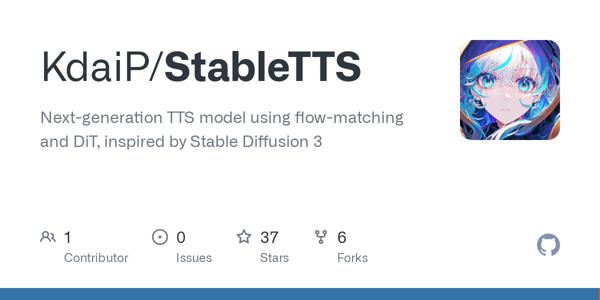 KdaiP/StableTTS
Next-generation TTS model using flow-matching
and DiT, inspired by Stable Diffusion 3
1
Contributor
0
Issues
37
Stars
6
Forks